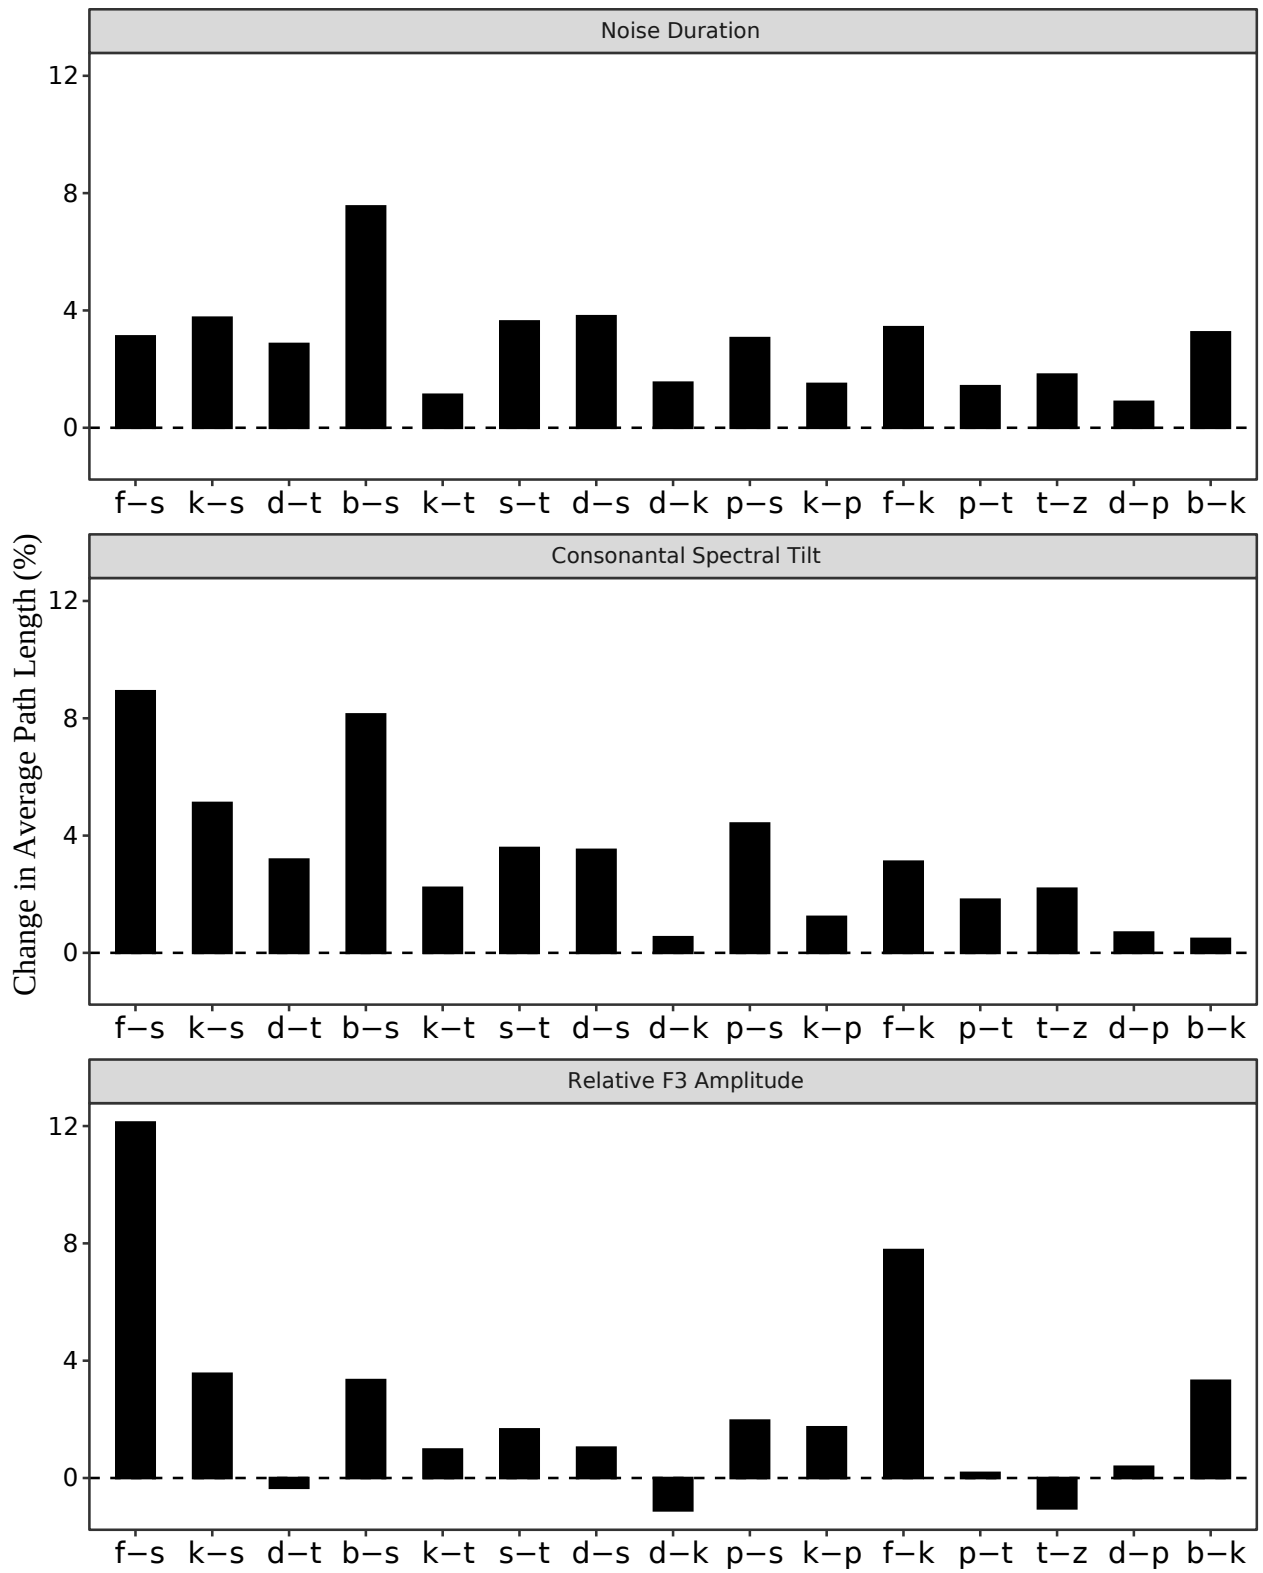 Noise Duration
12
8
4
0
f−s k−s d−t b−s k−t s−t d−s d−k p−s k−p f−k p−t t−z d−p b−k
Change in Average Path Length (%)
Consonantal Spectral Tilt
12
8
4
0
f−s k−s d−t b−s k−t s−t d−s d−k p−s k−p f−k p−t t−z d−p b−k
Relative F3 Amplitude
12
8
4
0
f−s k−s d−t b−s k−t s−t d−s d−k p−s k−p f−k p−t t−z d−p b−k